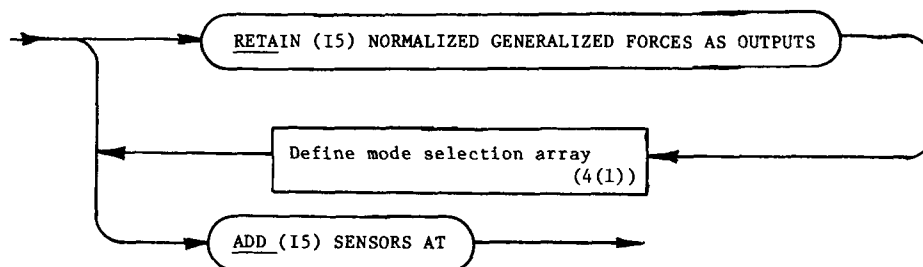 RETAIN (I5) NORMALIZED GENERALIZED FORCES AS OUTPUTS
Define mode selection array
(4(1))
ADD (I5) SENSORS AT